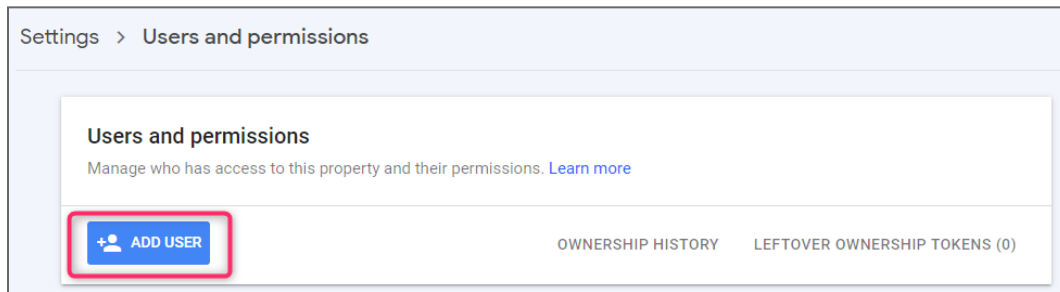 Settings > Users and permissions
Users and permissions
Manage who has access to this property and their permissions. Learn more
ADD USER
OWNERSHIP HISTORY
LEFTOVER OWNERSHIP TOKENS (0)